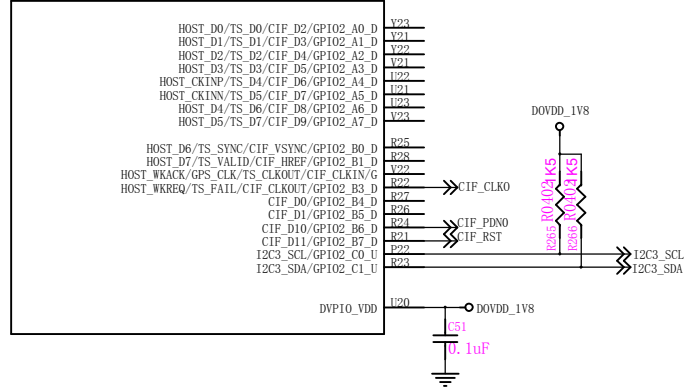 HOST_D0/TS_D0/CIF_D2/GPIO2_A0_D Y23
HOST_D1/TS_D1/CIF_D3/GPIO2_A1_D Y21
HOST_D2/TS_D2/CIF_D4/GPIO2_A2_D Y22
HOST_D3/TS_D3/CIF_D5/GPIO2_A3_D V21
HOST_CKINP/TS_D4/CIF_D6/GPIO2_A4_D U22
HOST_CKINN/TS_D5/CIF_D7/GPIO2_A5_D U21
HOST_D4/TS_D6/CIF_D8/GPIO2_A6_D U23
HOST_D5/TS_D7/CIF_D9/GPIO2_A7_D V23
DOVDD_1V8
HOST_D6/TS_SYNC/CIF_VSYNC/GPIO2_B0_D R25
HOST_D7/TS_VALID/CIF_HREF/GPIO2_B1_D R28
HOST_WKACK/GPS_CLK/TS_CLKOUT/CIF_CLKIN/G V22
HOST_WKREQ/TS_FAIL/CIF_CLKOUT/GPIO2_B3_D R22 CIF_CLKO
CIF_D0/GPIO2_B4_D R27
CIF_D1/GPIO2_B5_D R26
CIF_D10/GPIO2_B6_D R24 CIF_PDN0
CIF_D11/GPIO2_B7_D R21 CIF_RST
R265 R0402 1K5
R266 R0402 1K5
I2C3_SCL/GPIO2_C0_U P22 I2C3_SCL
I2C3_SDA/GPIO2_C1_U R23 I2C3_SDA
DVPIO_VDD U20 DOVDD_1V8
C51
0.1uF